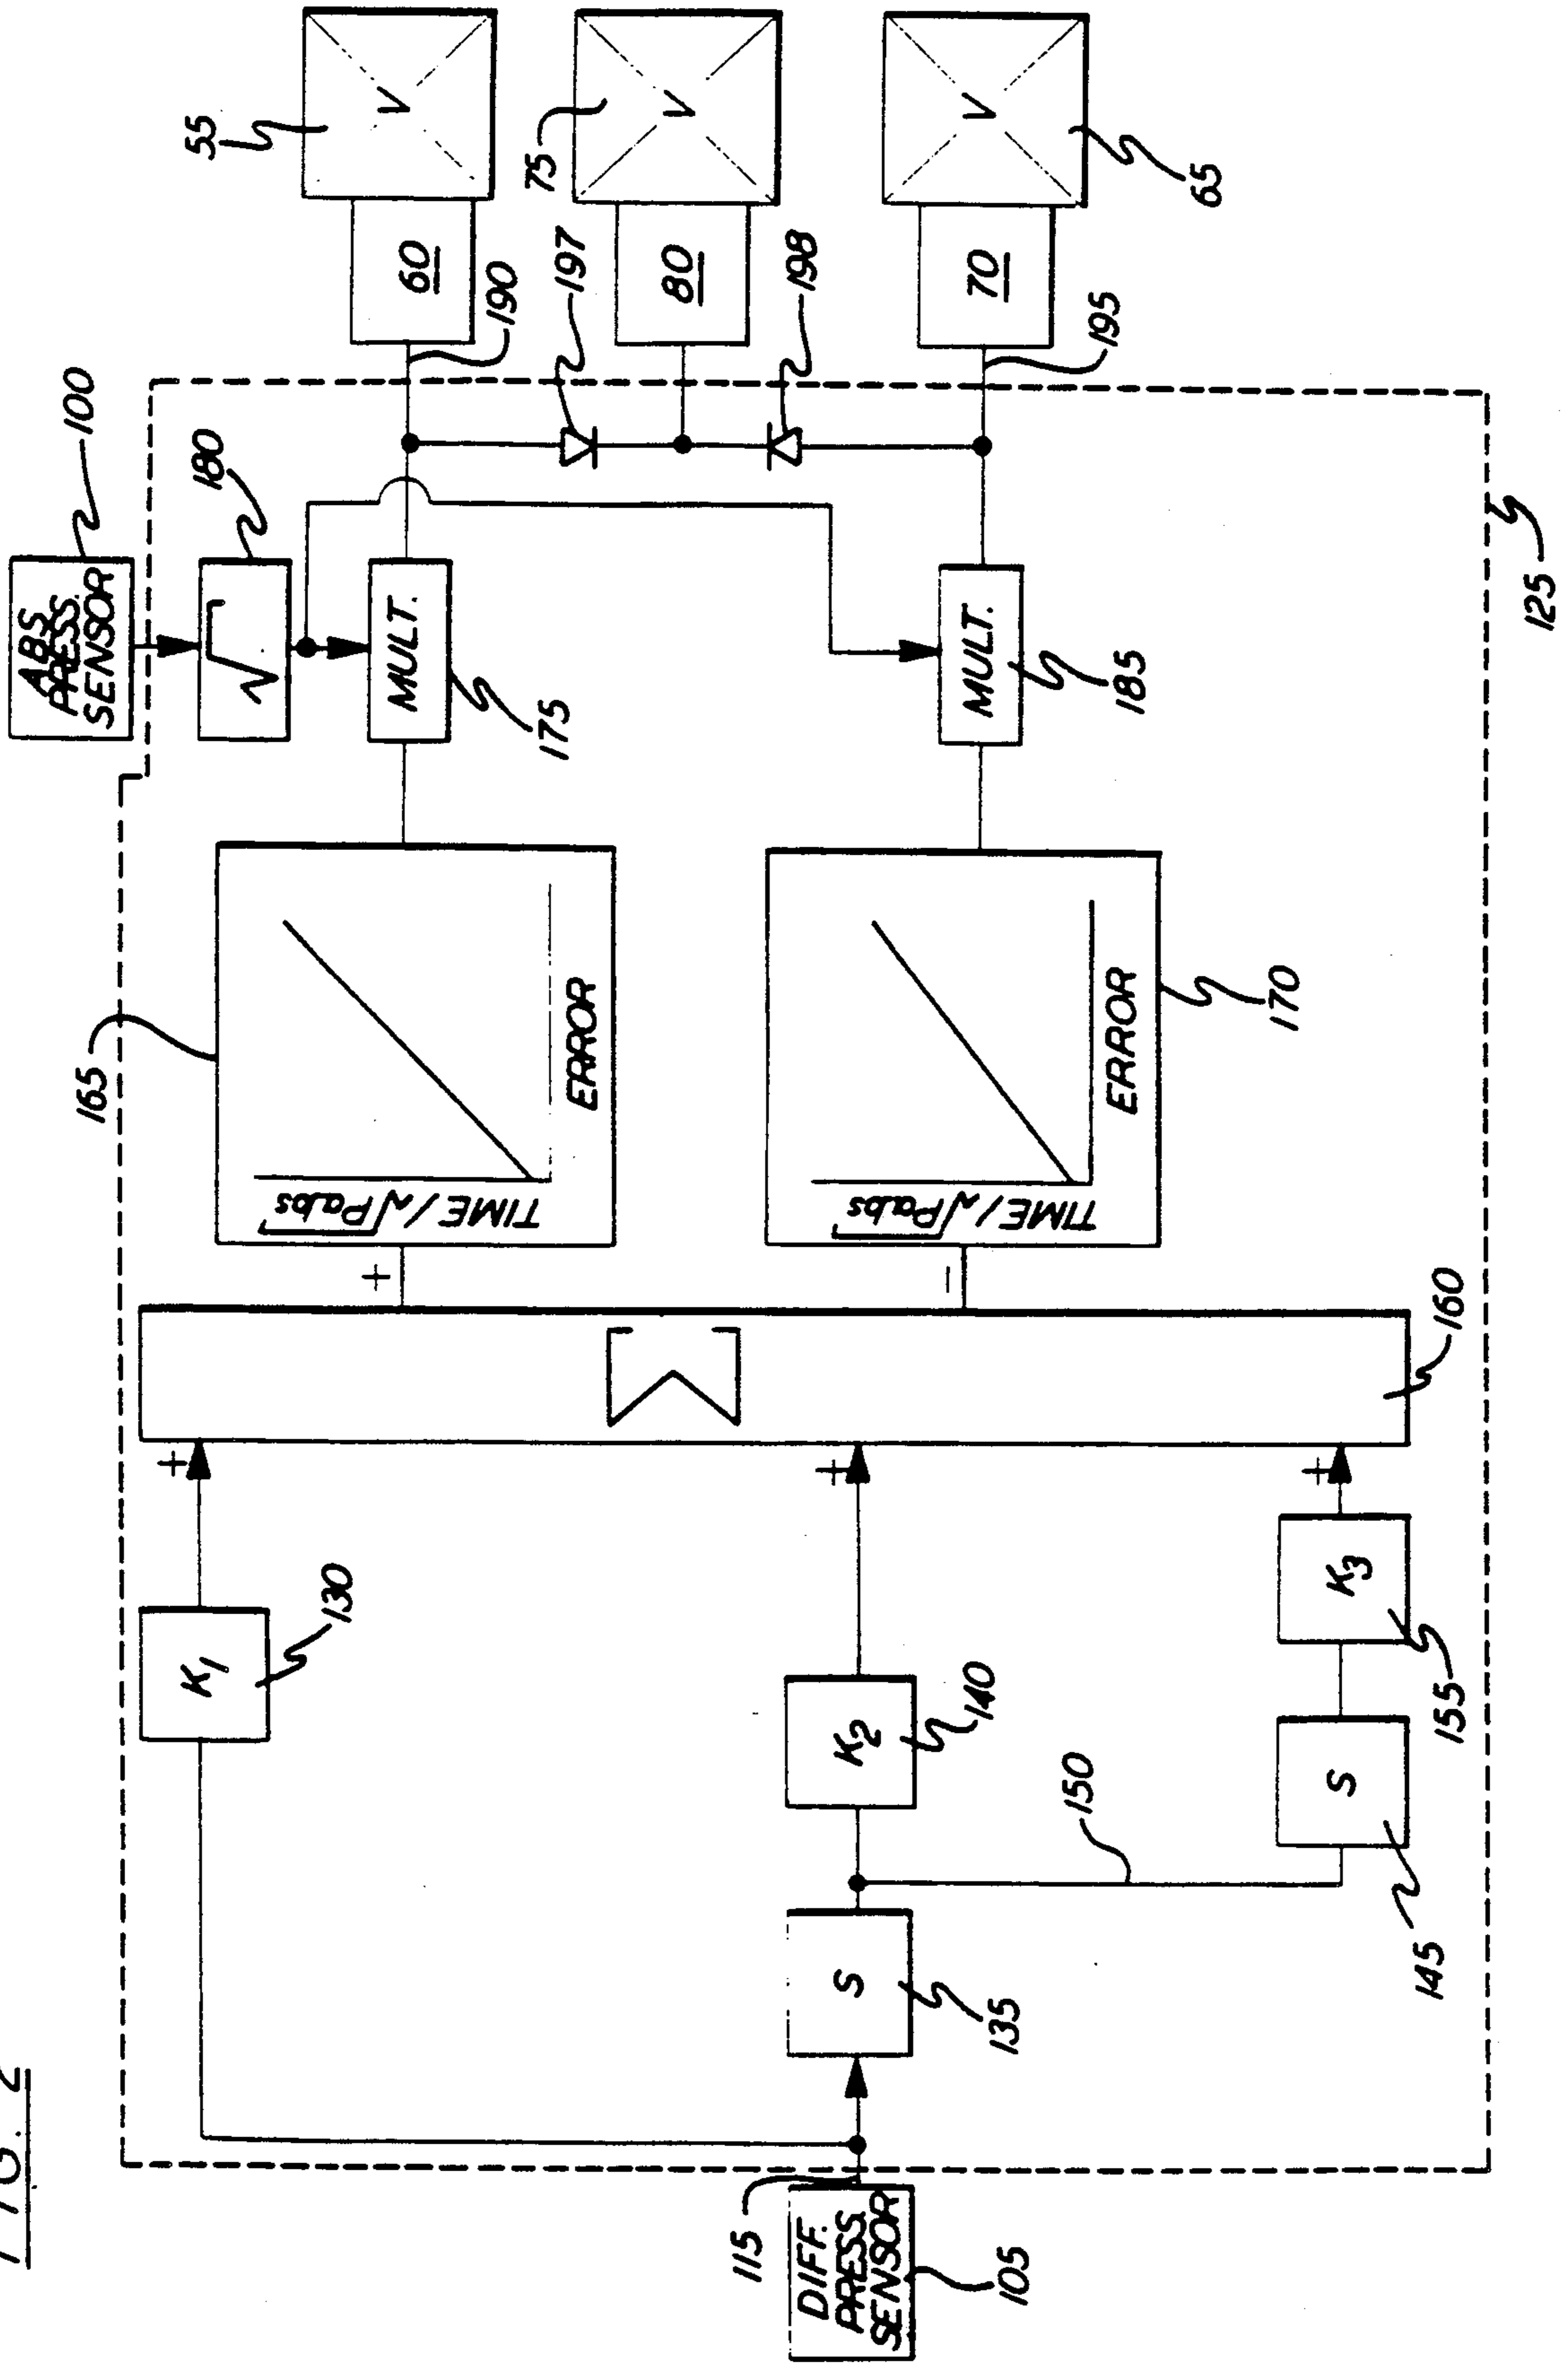 FIG. 2
ABS
PRESS.
SENSOR
100
180
√
MULT.
175
MULT.
185
165
TIME/√Pabs
ERROR
TIME/√Pabs
ERROR
170
+
−
Σ
160
+
+
+
K1
130
K2
140
K3
155
S
135
S
145
150
115
DIFF.
PRESS.
SENSOR
105
125
55
V
60
190
197
75
V
80
198
V
65
70
195